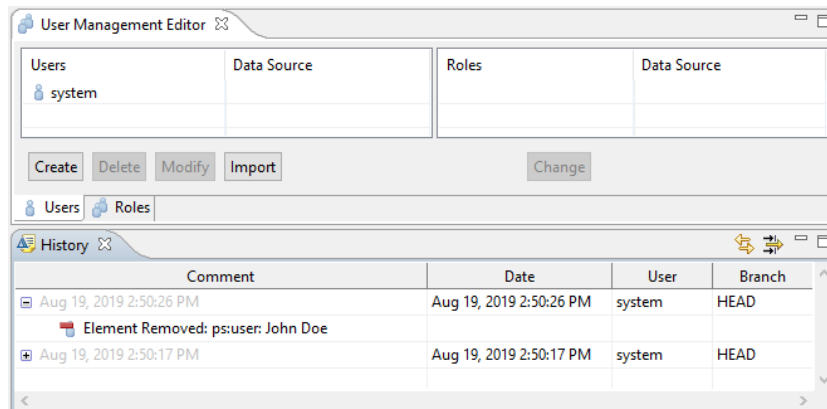 User Management Editor
Users Data Source Roles Data Source
system
Create Delete Modify Import Change
Users Roles
History
Comment Date User Branch
Aug 19, 2019 2:50:26 PM Aug 19, 2019 2:50:26 PM system HEAD
Element Removed: ps:user: John Doe
Aug 19, 2019 2:50:17 PM Aug 19, 2019 2:50:17 PM system HEAD